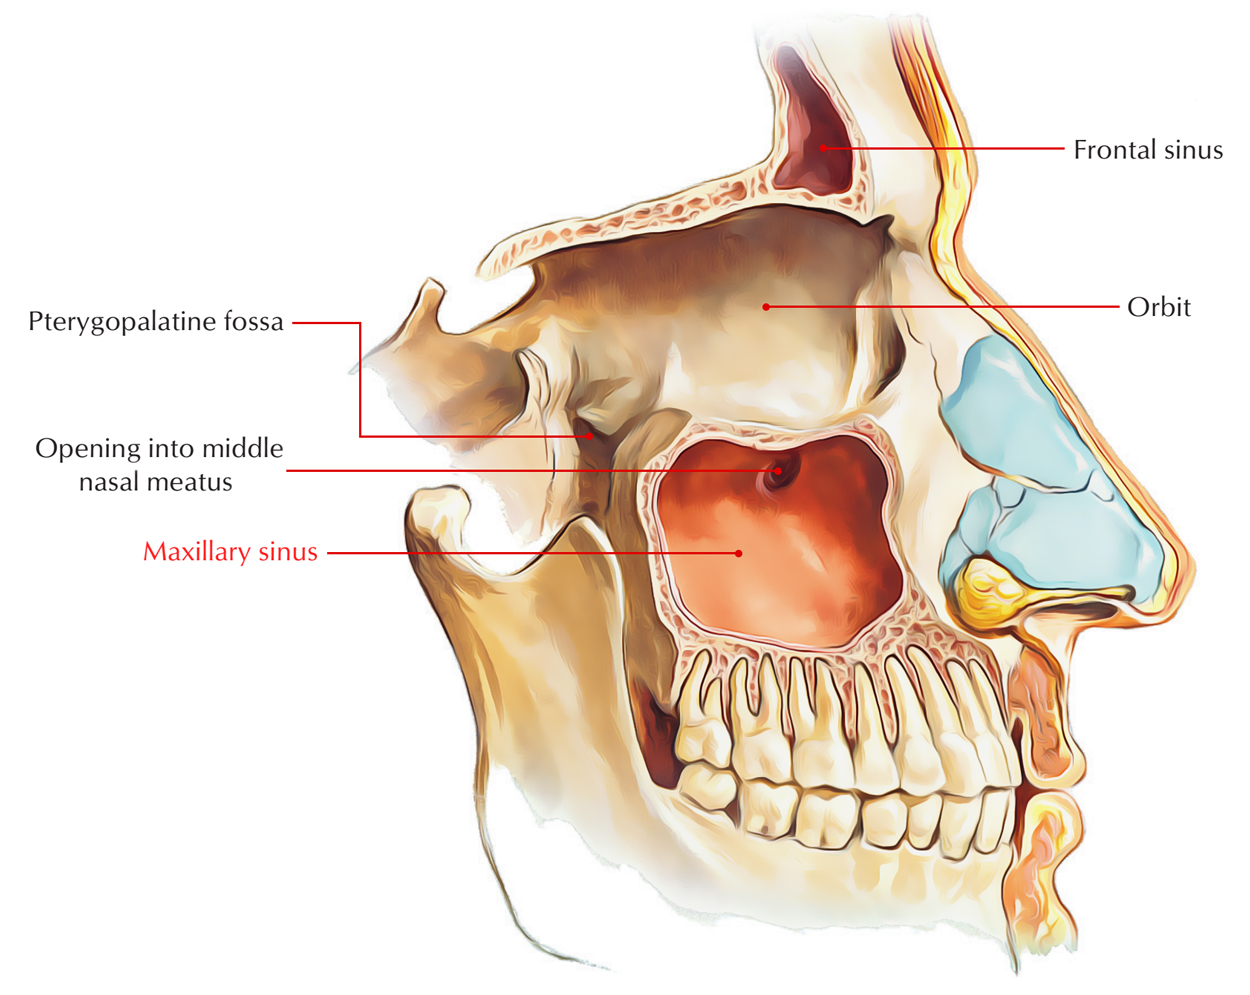 Frontal sinus
Orbit
Pterygopalatine fossa
Opening into middle
nasal meatus
Maxillary sinus